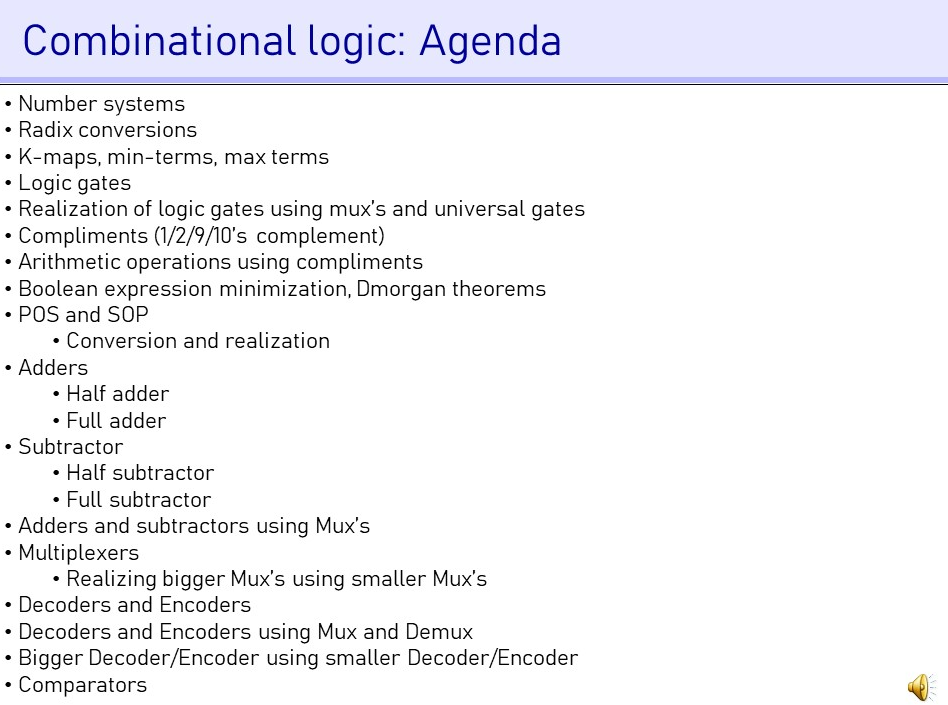 Combinational logic: Agenda
• Number systems
• Radix conversions
• K-maps, min-terms, max terms
• Logic gates
• Realization of logic gates using mux's and universal gates
• Compliments (1/2/9/10's complement)
• Arithmetic operations using compliments
• Boolean expression minimization, Dmorgan theorems
• POS and SOP
• Conversion and realization
• Adders
• Half adder
• Full adder
• Subtractor
• Half subtractor
• Full subtractor
• Adders and subtractors using Mux's
• Multiplexers
• Realizing bigger Mux's using smaller Mux's
• Decoders and Encoders
• Decoders and Encoders using Mux and Demux
• Bigger Decoder/Encoder using smaller Decoder/Encoder
• Comparators